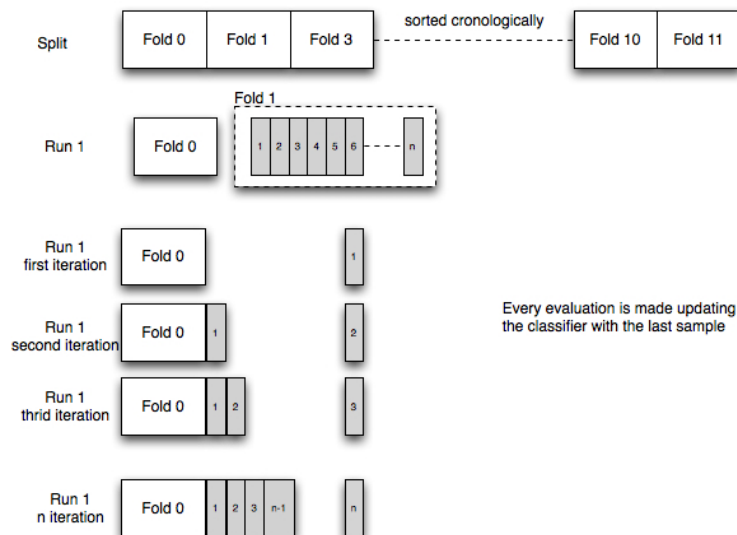 sorted cronologically
Split Fold 0 Fold 1 Fold 3 Fold 10 Fold 11
Fold 1
Run 1 Fold 0 1 2 3 4 5 6 n
Run 1
first iteration
Fold 0 1
Every evaluation is made updating
the classifier with the last sample
Run 1
second iteration
Fold 0 1 2
Run 1
thrid iteration
Fold 0 1 2 3
Run 1
n iteration
Fold 0 1 2 3 n-1 n